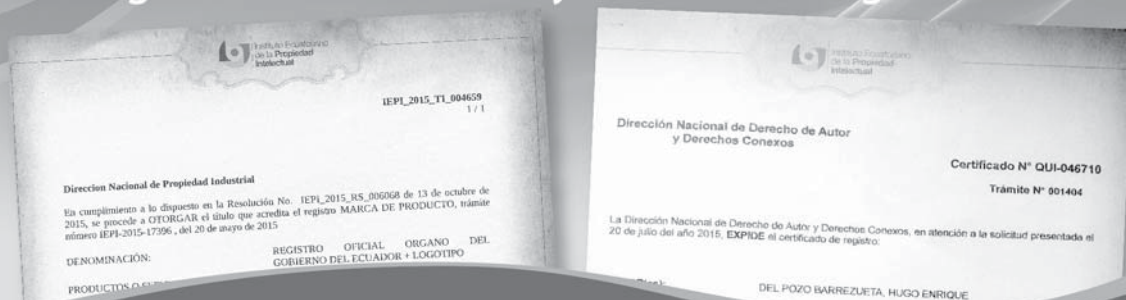 Instituto Ecuatoriano
de la Propiedad
Intelectual
IEPI_2015_TI_004659
1 / 1
Direccion Nacional de Propiedad Industrial
En cumplimiento a lo dispuesto en la Resolución No. IEPI_2015_RS_006068 de 13 de octubre de
2015, se procede a OTORGAR el título que acredita el registro MARCA DE PRODUCTO, trámite
número IEPI-2015-17396 , del 20 de mayo de 2015
DENOMINACIÓN:
REGISTRO OFICIAL ORGANO DEL
GOBIERNO DEL ECUADOR + LOGOTIPO
PRODUCTOS O
Instituto Ecuatoriano
de la Propiedad
Intelectual
Dirección Nacional de Derecho de Autor
y Derechos Conexos
Certificado N° QUI-046710
Trámite N° 001404
La Dirección Nacional de Derecho de Autor y Derechos Conexos, en atención a la solicitud presentada el
20 de julio del año 2015, EXPIDE el certificado de registro:
DEL POZO BARREZUETA, HUGO ENRIQUE